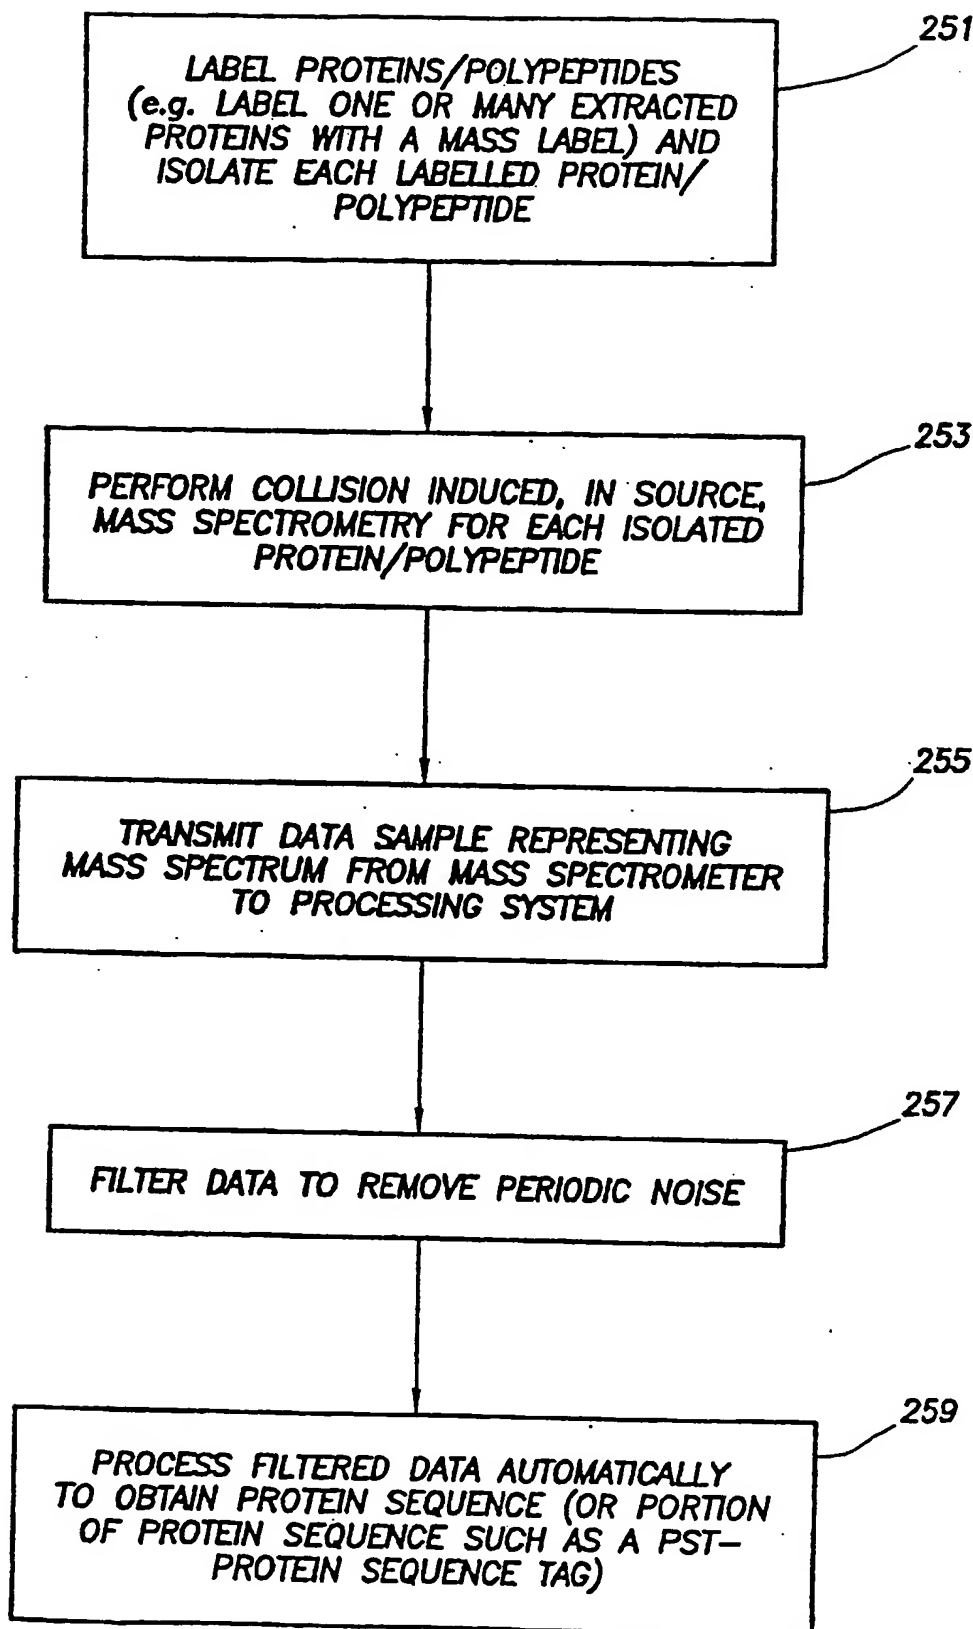 251
LABEL PROTEINS/POLYPEPTIDES
(e.g. LABEL ONE OR MANY EXTRACTED
PROTEINS WITH A MASS LABEL) AND
ISOLATE EACH LABELLED PROTEIN/
POLYPEPTIDE
253
PERFORM COLLISION INDUCED, IN SOURCE,
MASS SPECTROMETRY FOR EACH ISOLATED
PROTEIN/POLYPEPTIDE
255
TRANSMIT DATA SAMPLE REPRESENTING
MASS SPECTRUM FROM MASS SPECTROMETER
TO PROCESSING SYSTEM
257
FILTER DATA TO REMOVE PERIODIC NOISE
259
PROCESS FILTERED DATA AUTOMATICALLY
TO OBTAIN PROTEIN SEQUENCE (OR PORTION
OF PROTEIN SEQUENCE SUCH AS A PST-
PROTEIN SEQUENCE TAG)